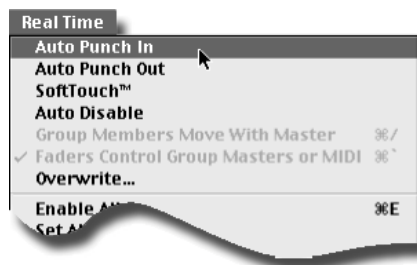 Real Time
Auto Punch In
Auto Punch Out
SoftTouch™
Auto Disable
Group Members Move With Master ⌘/
✓ Faders Control Group Masters or MIDI ⌘`
Overwrite...
Enable ⌘E
Set